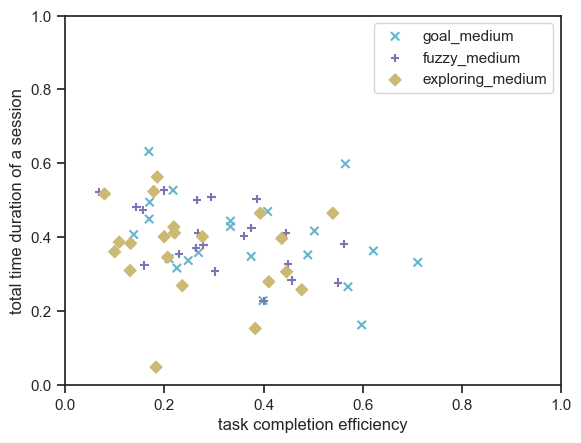 1.0
0.8
0.6
0.4
0.2
0.0
0.0 0.2 0.4 0.6 0.8 1.0
total time duration of a session
task completion efficiency
goal_medium
fuzzy_medium
exploring_medium